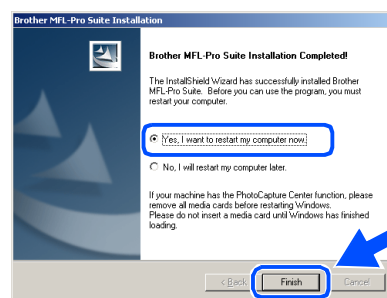 Brother MFL-Pro Suite Installation
Brother MFL-Pro Suite Installation Completed!
The InstallShield Wizard has successfully installed Brother
MFL-Pro Suite. Before you can use the program, you must
restart your computer.
Yes, I want to restart my computer now.
No, I will restart my computer later.
If your machine has the PhotoCapture Center function, please
remove all media cards before restarting Windows.
Please do not insert a media card until Windows has finished
loading.
< Back Finish Cancel